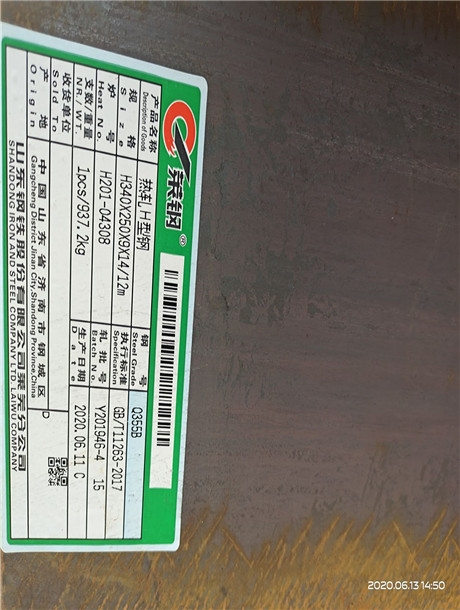 莱钢®
产品名称 热轧H型钢 钢 号 Q355B
Description of Goods Steel Grade
规 格 H340X250X9X14/12m 执行标准 GB/T11263-2017
Size Specification
炉 号 H201-04308 轧 批 号 Y201945-4 15
Heat No. Batch No.
支数/重量 1pcs/937.2kg 生产日期 2020.06.11 C
NR./WT. Date
收货单位
Sold to
产 地 中国山东省济南市钢城区
Origin Gangcheng District,Jinan City,Shandong Province,China
D
山东钢铁股份有限公司莱芜分公司
SHANDONG IRON AND STEEL COMPANY LTD. LAIWU COMPANY
2020.06.13 14:50